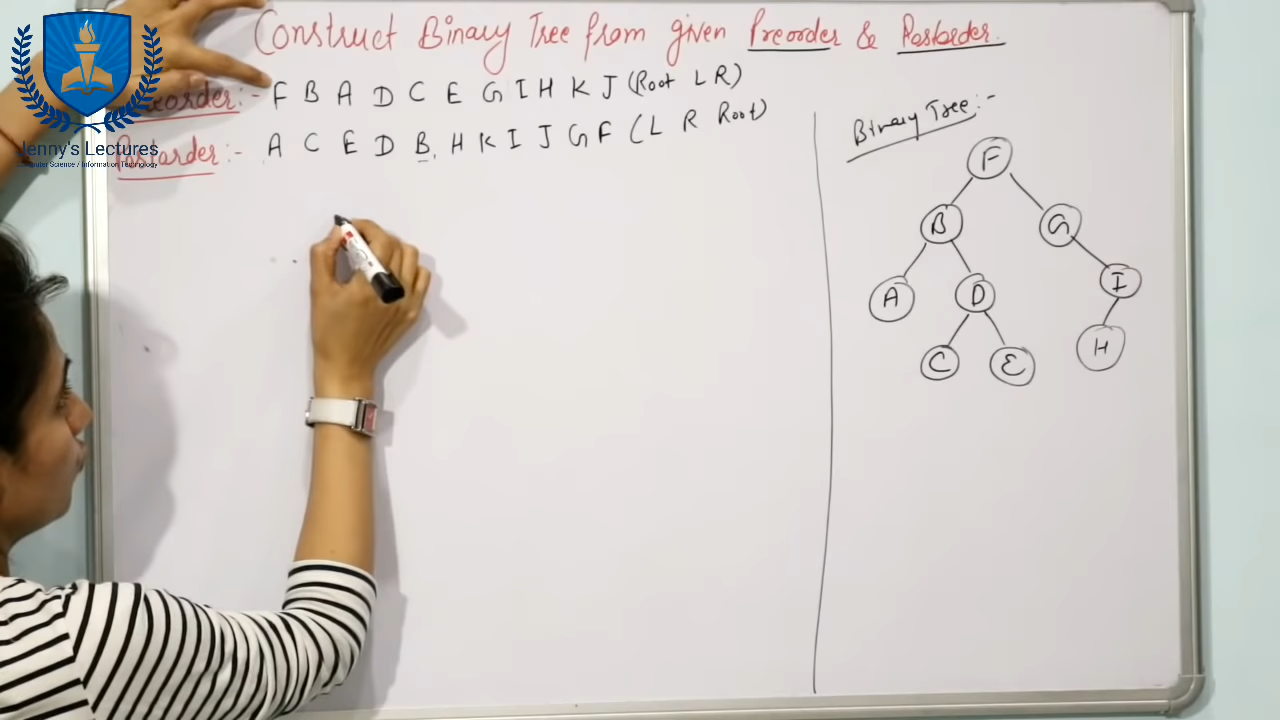 Construct Binary Tree from given Preorder & Postorder.
Preorder:- F B A D C E G I H K J (Root L R)
Postorder:- A C E D B H K I J G F (L R Root)
Jenny's Lectures
Computer Science / Information Technology
Binary Tree:-
F
B G
A D I
C E H